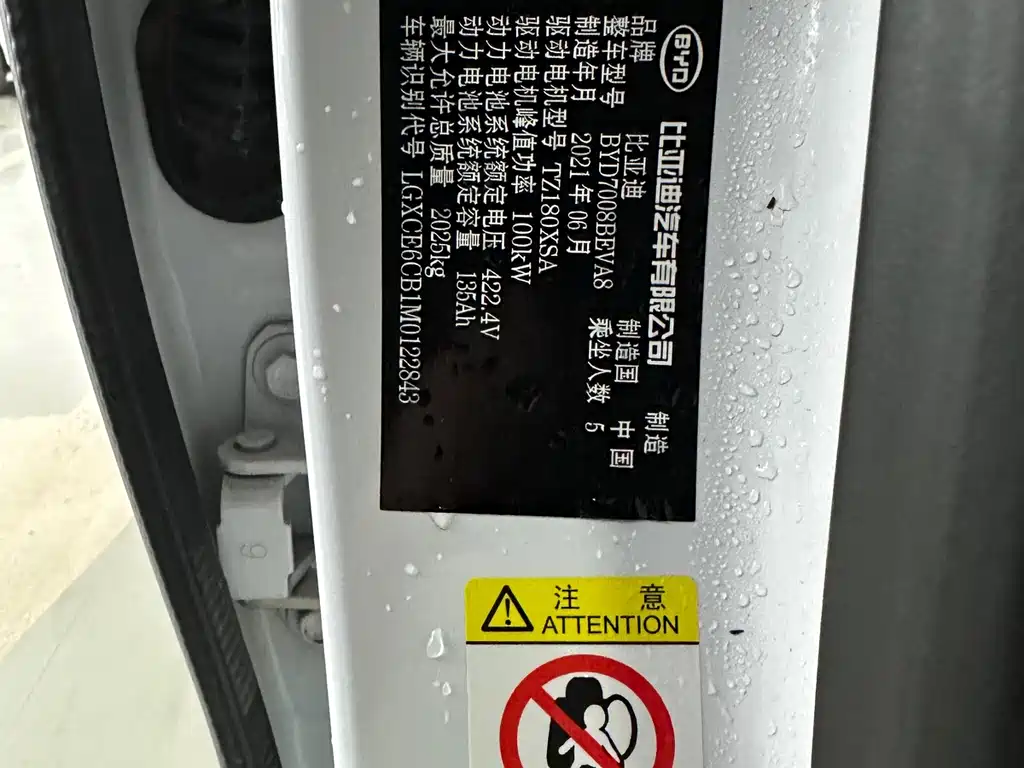 BYD 比亚迪汽车有限公司 制造
品牌 比亚迪 制造国 中国
整车型号 BYD7008BEVA8 乘坐人数 5
制造年月 2021年06月
驱动电机型号 TZ180XSA
驱动电机峰值功率 100kW
动力电池系统额定电压 422.4V
动力电池系统额定容量 135Ah
最大允许总质量 2025kg
车辆识别代号 LGXCE6CB1M0122843
注 意
ATTENTION
6